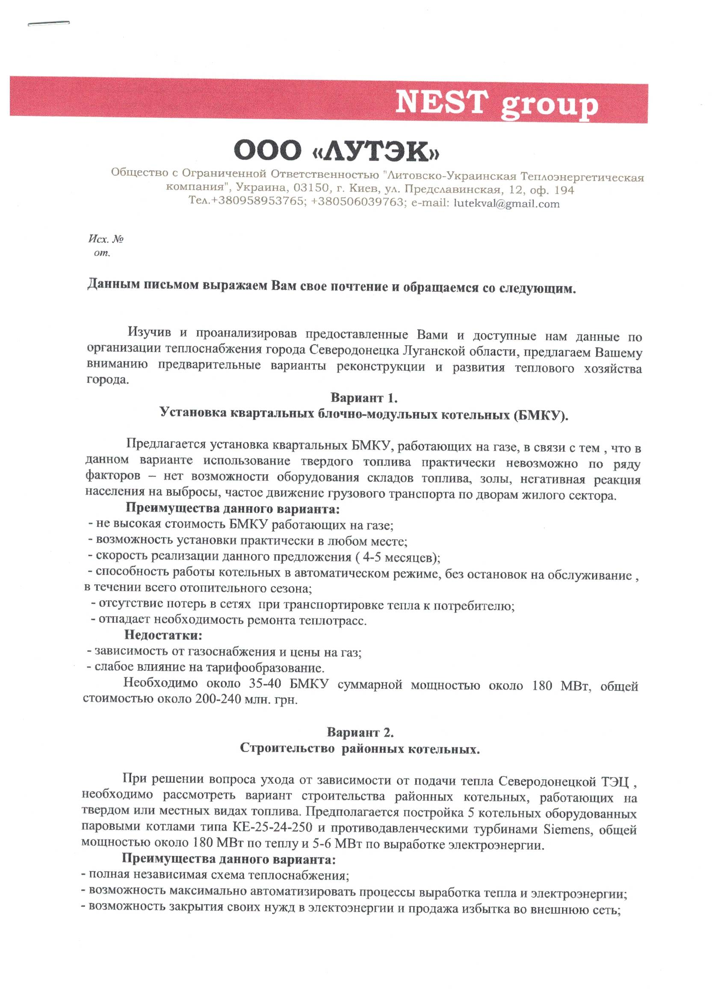 NEST group
ООО «ЛУТЭК»
Общество с Ограниченной Ответственностью "Литовско-Украинская Теплоэнергетическая
компания", Украина, 03150, г. Киев, ул. Предславинская, 12, оф. 194
Тел.+380958953765; +380506039763; e-mail: lutekval@gmail.com
Исх. №
от.
Данным письмом выражаем Вам свое почтение и обращаемся со следующим.
Изучив и проанализировав предоставленные Вами и доступные нам данные по
организации теплоснабжения города Северодонецка Луганской области, предлагаем Вашему
вниманию предварительные варианты реконструкции и развития теплового хозяйства
города.
Вариант 1.
Установка квартальных блочно-модульных котельных (БМКУ).
Предлагается установка квартальных БМКУ, работающих на газе, в связи с тем , что в
данном варианте использование твердого топлива практически невозможно по ряду
факторов – нет возможности оборудования складов топлива, золы, негативная реакция
населения на выбросы, частое движение грузового транспорта по дворам жилого сектора.
Преимущества данного варианта:
- не высокая стоимость БМКУ работающих на газе;
- возможность установки практически в любом месте;
- скорость реализации данного предложения ( 4-5 месяцев);
- способность работы котельных в автоматическом режиме, без остановок на обслуживание ,
в течении всего отопительного сезона;
- отсутствие потерь в сетях при транспортировке тепла к потребителю;
- отпадает необходимость ремонта теплотрасс.
Недостатки:
- зависимость от газоснабжения и цены на газ;
- слабое влияние на тарифообразование.
Необходимо около 35-40 БМКУ суммарной мощностью около 180 МВт, общей
стоимостью около 200-240 млн. грн.
Вариант 2.
Строительство районных котельных.
При решении вопроса ухода от зависимости от подачи тепла Северодонецкой ТЭЦ ,
необходимо рассмотреть вариант строительства районных котельных, работающих на
твердом или местных видах топлива. Предполагается постройка 5 котельных оборудованных
паровыми котлами типа КЕ-25-24-250 и противодавленческими турбинами Siemens, общей
мощностью около 180 МВт по теплу и 5-6 МВт по выработке электроэнергии.
Преимущества данного варианта:
- полная независимая схема теплоснабжения;
- возможность максимально автоматизировать процессы выработка тепла и электроэнергии;
- возможность закрытия своих нужд в электоэнергии и продажа избытка во внешнюю сеть;